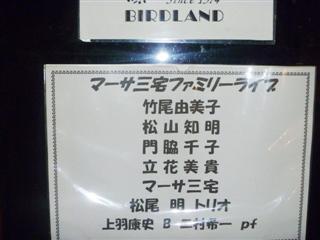 Since 1974
BIRDLAND
マーサ三宅ファミリーライブ
竹尾由美子
松山知明
門脇千子
立花美貴
マーサ三宅
松尾 明 トリオ
上羽康史 B 二村希一 pf